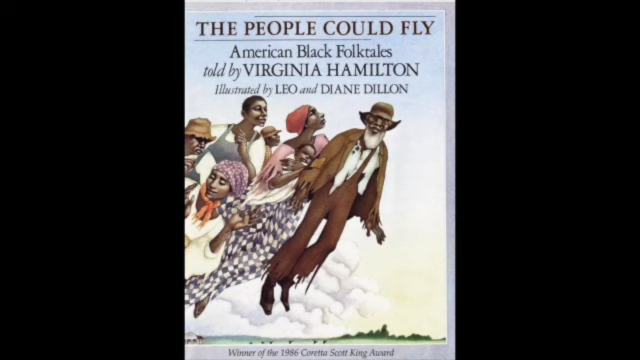 THE PEOPLE COULD FLY
American Black Folktales
told by VIRGINIA HAMILTON
Illustrated by LEO and DIANE DILLON
Winner of the 1986 Coretta Scott King Award